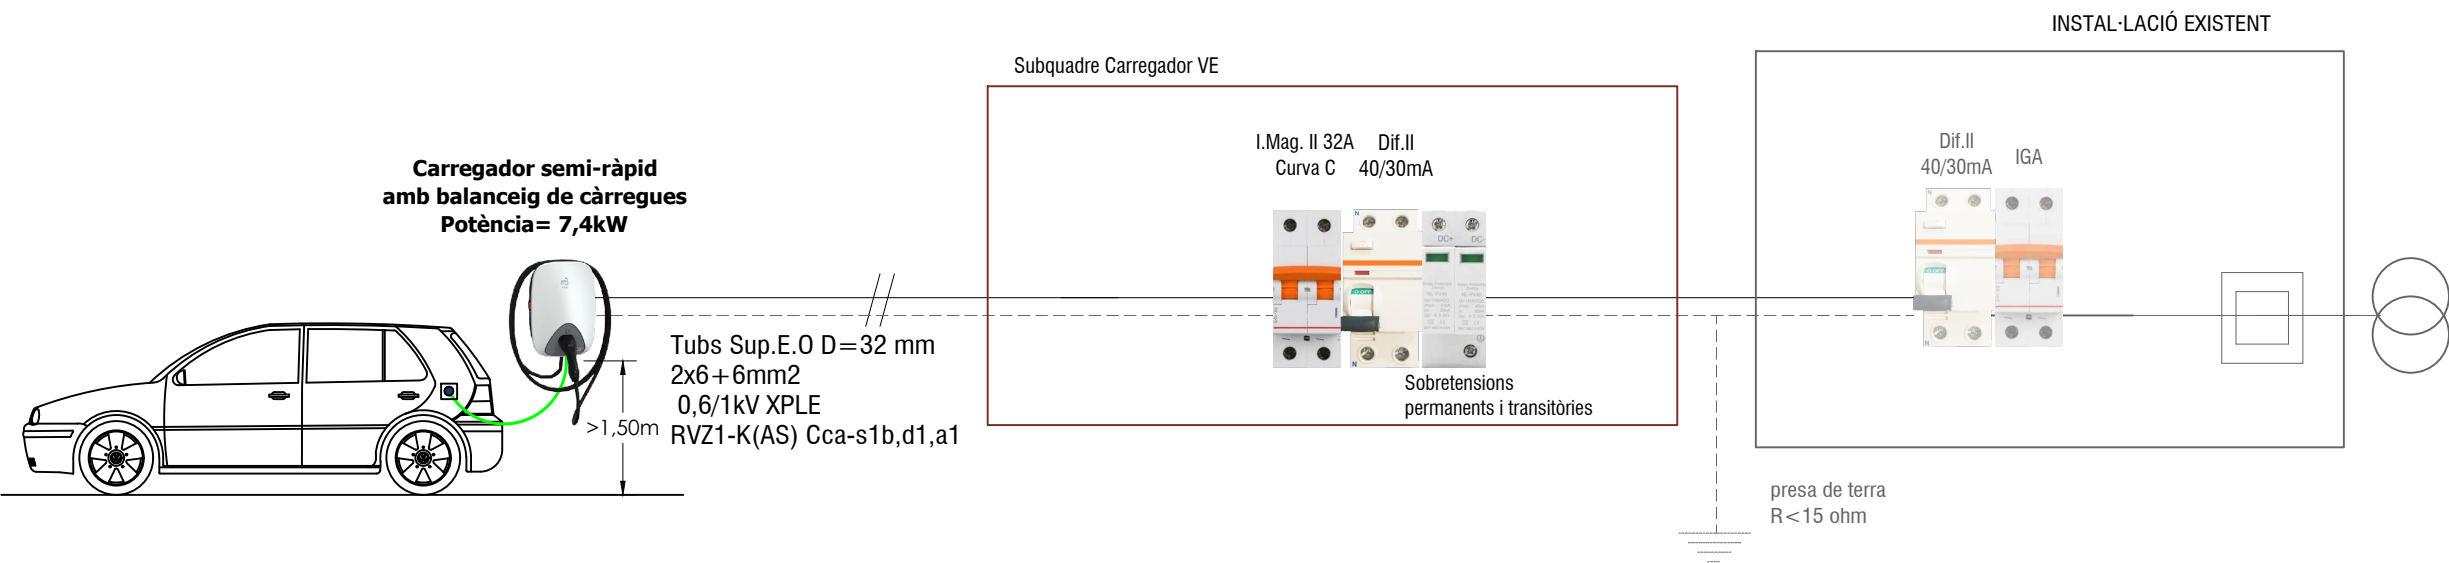 INSTAL·LACIÓ EXISTENT
Subquadre Carregador VE
I.Mag. II 32A
Curva C
Dif.II
40/30mA
Dif.II
40/30mA
IGA
Carregador semi-ràpid
amb balanceig de càrregues
Potència= 7,4kW
N
DC+
DC-
N
N
N
Tubs Sup.E.O D=32 mm
2x6+6mm2
0,6/1kV XPLE
RVZ1-K(AS) Cca-s1b,d1,a1
>1,50m
Sobretensions
permanents i transitòries
presa de terra
R<15 ohm